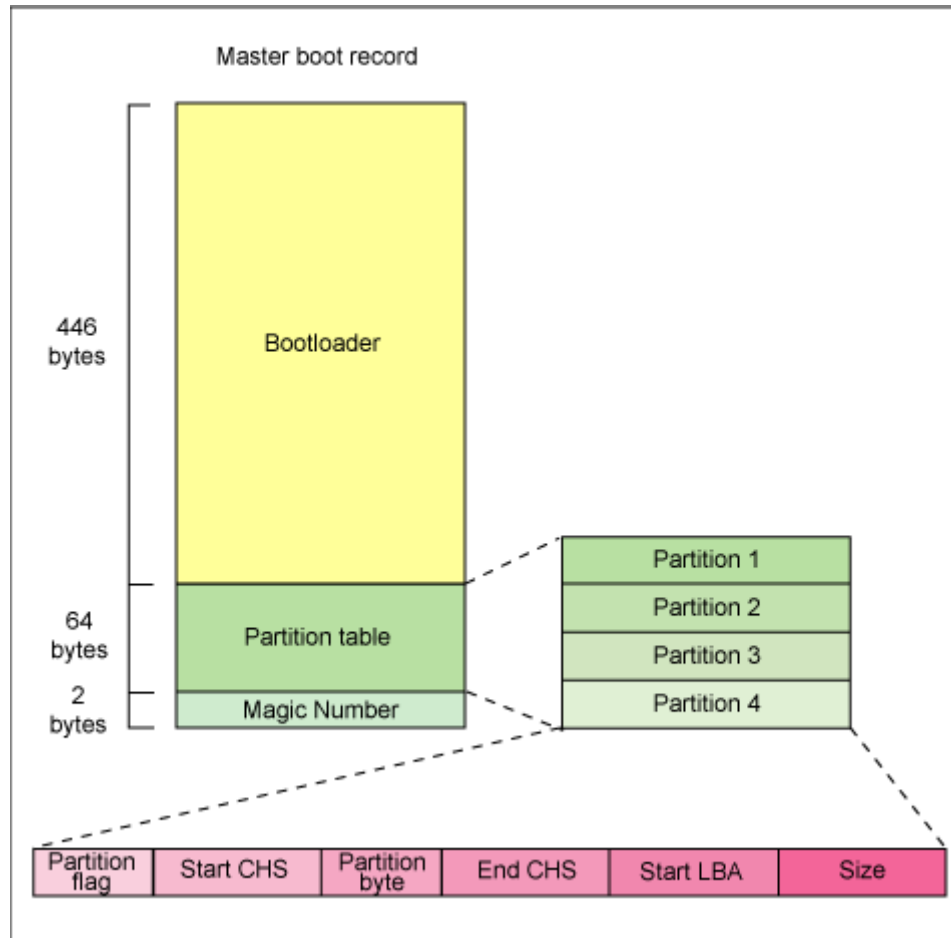 Master boot record
446
bytes
Bootloader
64
bytes
Partition table
2
bytes
Magic Number
Partition 1
Partition 2
Partition 3
Partition 4
Partition
flag
Start CHS
Partition
byte
End CHS
Start LBA
Size